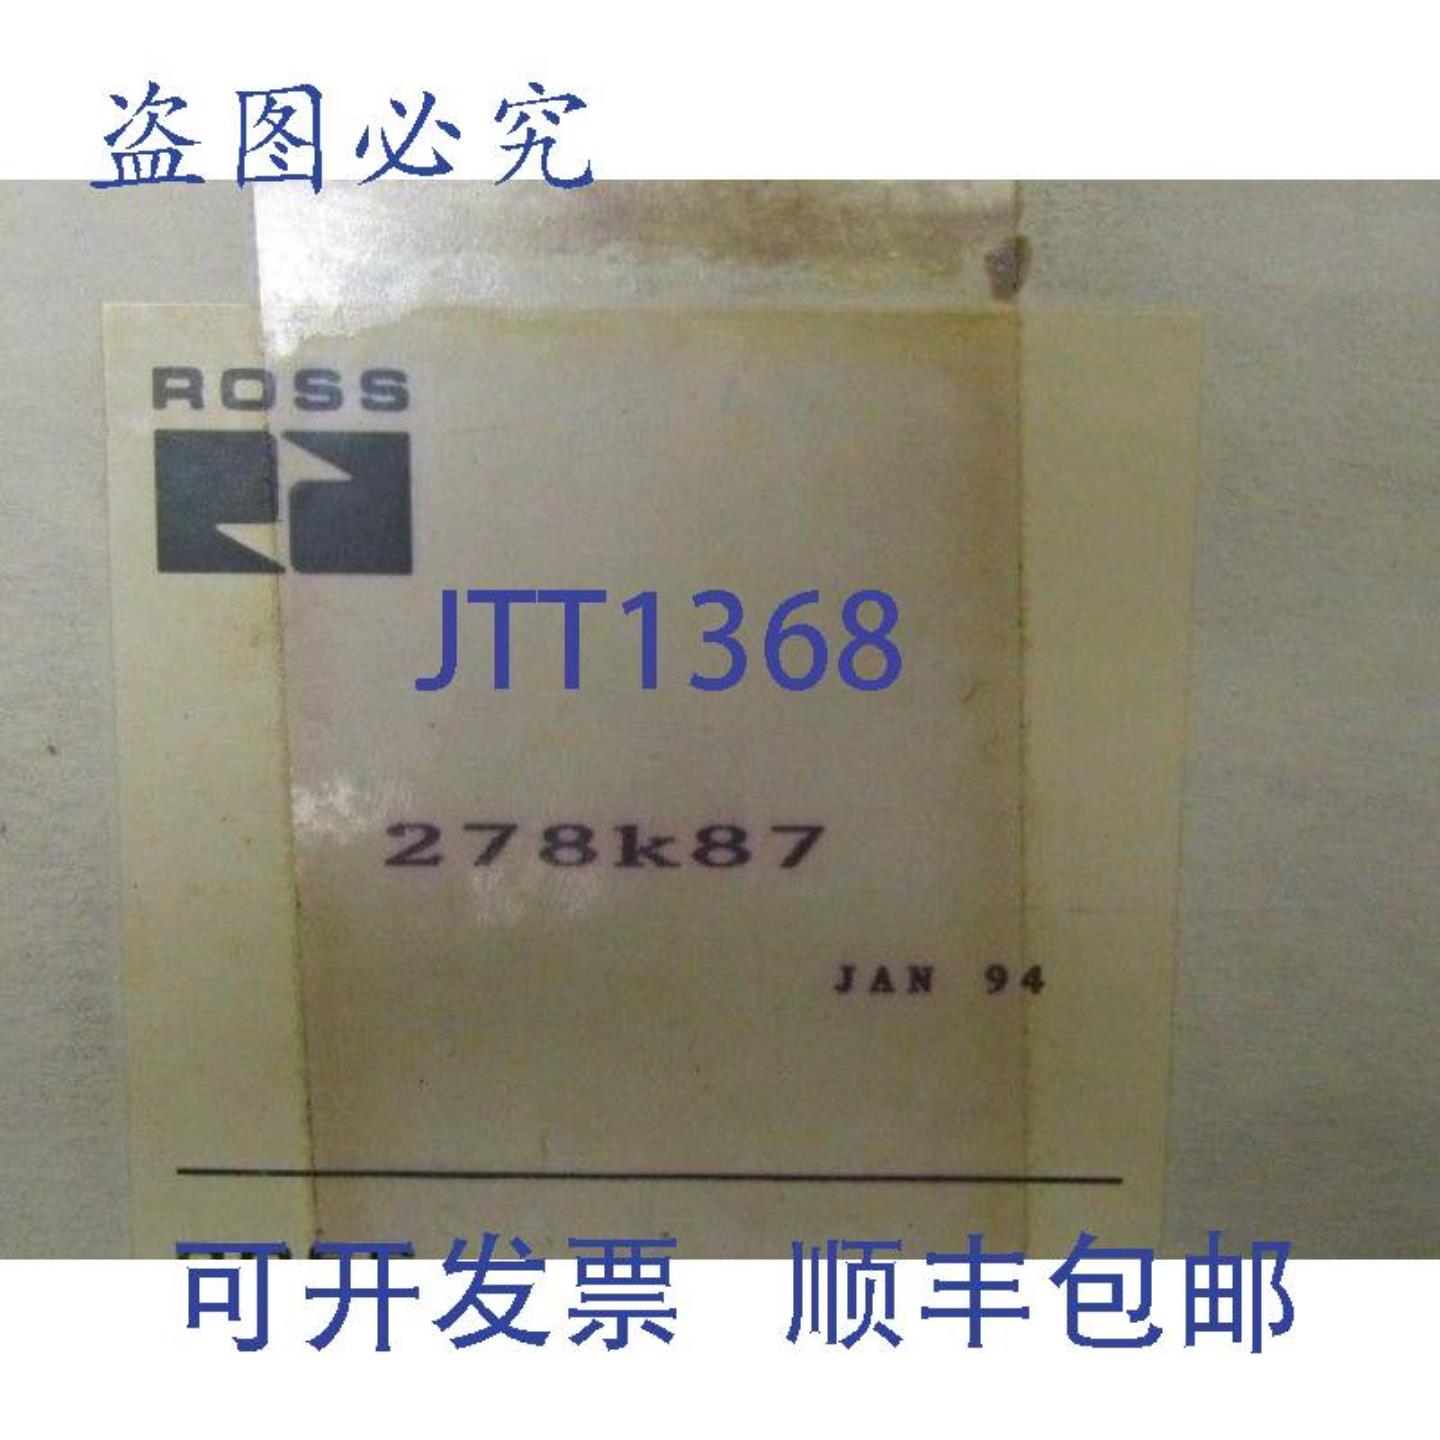 盗图必究
ROSS
JTT1368
278k87
JAN 94
可开发票 顺丰包邮